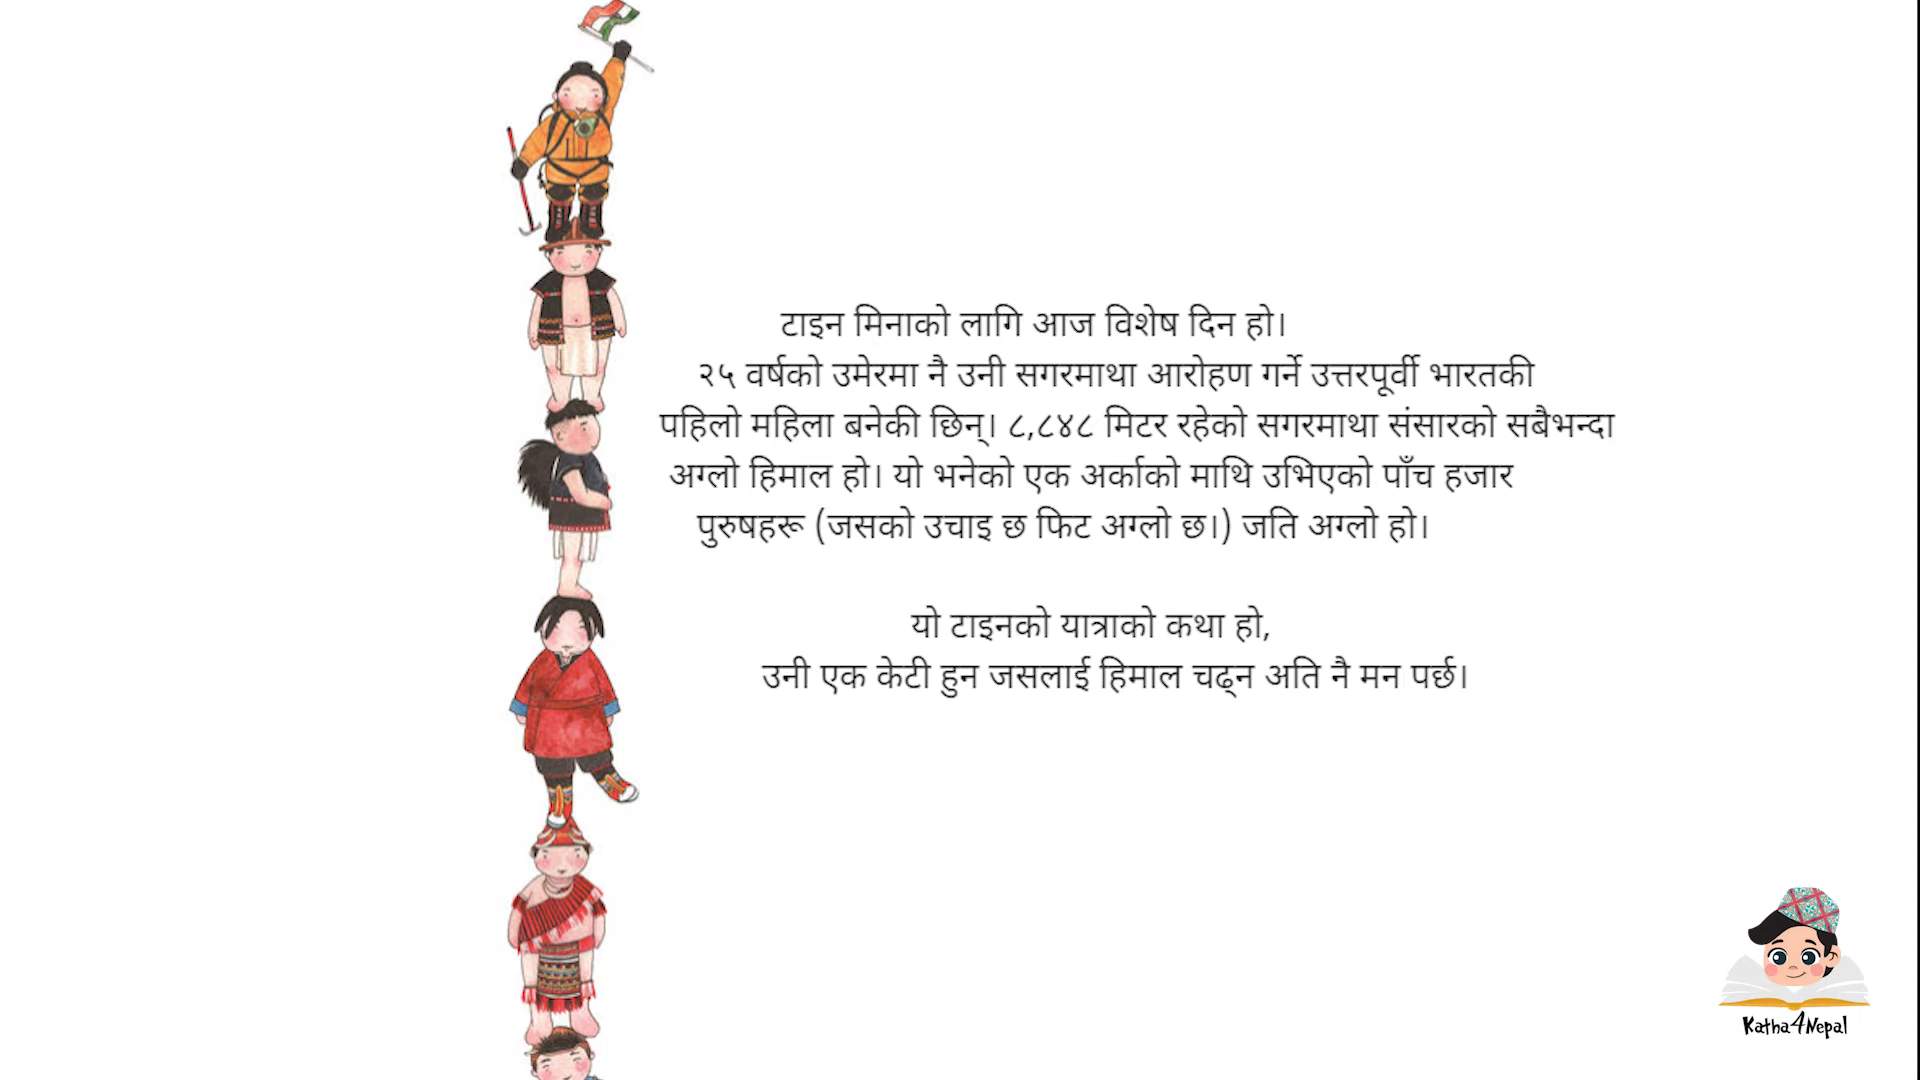 टाइन मिनाको लागि आज विशेष दिन हो।
२५ वर्षको उमेरमा नै उनी सगरमाथा आरोहण गर्ने उत्तरपूर्वी भारतकी
पहिलो महिला बनेकी छिन्। ८,८४८ मिटर रहेको सगरमाथा संसारको सबैभन्दा
अग्लो हिमाल हो। यो भनेको एक अर्काको माथि उभिएको पाँच हजार
पुरुषहरू (जसको उचाइ छ फिट अग्लो छ।) जति अग्लो हो।
यो टाइनको यात्राको कथा हो,
उनी एक केटी हुन जसलाई हिमाल चढ्न अति नै मन पर्छ।
Katha4Nepal